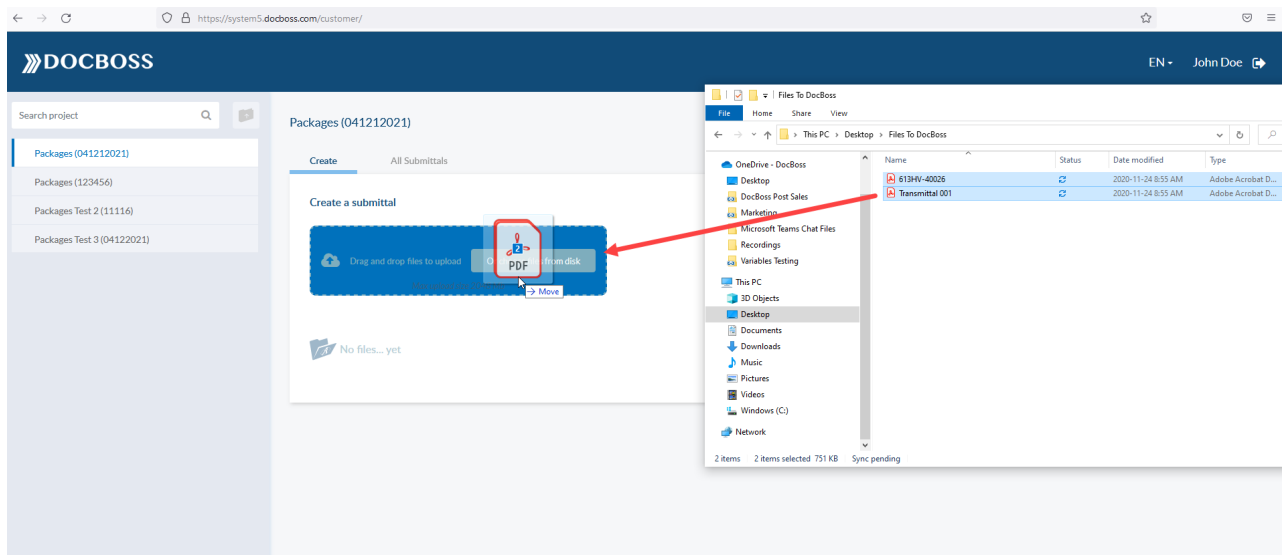 https://system5.docboss.com/customer/
DOCBOSS
EN
John Doe
Search project
Packages (041212021)
Packages (123456)
Packages Test 2 (11116)
Packages Test 3 (04122021)
Packages (041212021)
Create
All Submittals
Create a submittal
Drag and drop files to upload
from disk
2
PDF
Move
No files... yet
Files To DocBoss
File Home Share View
This PC › Desktop › Files To DocBoss
OneDrive - DocBoss
Desktop
DocBoss Post Sales
Marketing
Microsoft Teams Chat Files
Recordings
Variables Testing
This PC
3D Objects
Desktop
Documents
Downloads
Music
Pictures
Videos
Windows (C:)
Network
Name Status Date modified Type
613HV-40026 2020-11-24 8:55 AM Adobe Acrobat D...
Transmittal 001 2020-11-24 8:55 AM Adobe Acrobat D...
2 items 2 items selected 751 KB Sync pending